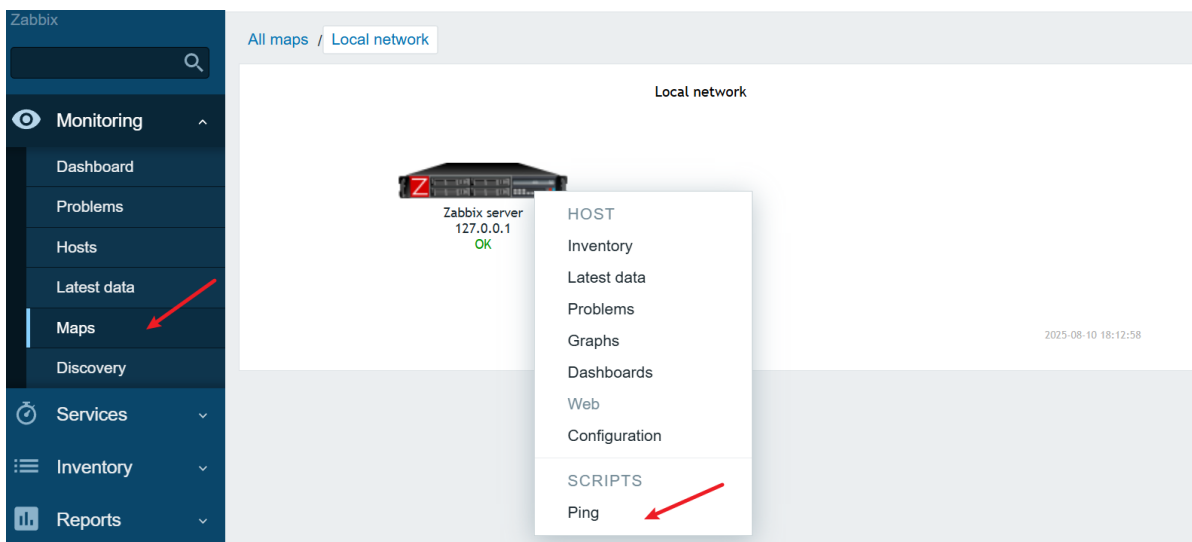 Zabbix
Monitoring
Dashboard
Problems
Hosts
Latest data
Maps
Discovery
Services
Inventory
Reports
All maps / Local network
Local network
Z
Zabbix server
127.0.0.1
OK
HOST
Inventory
Latest data
Problems
Graphs
Dashboards
Web
Configuration
SCRIPTS
Ping
2025-08-10 18:12:58